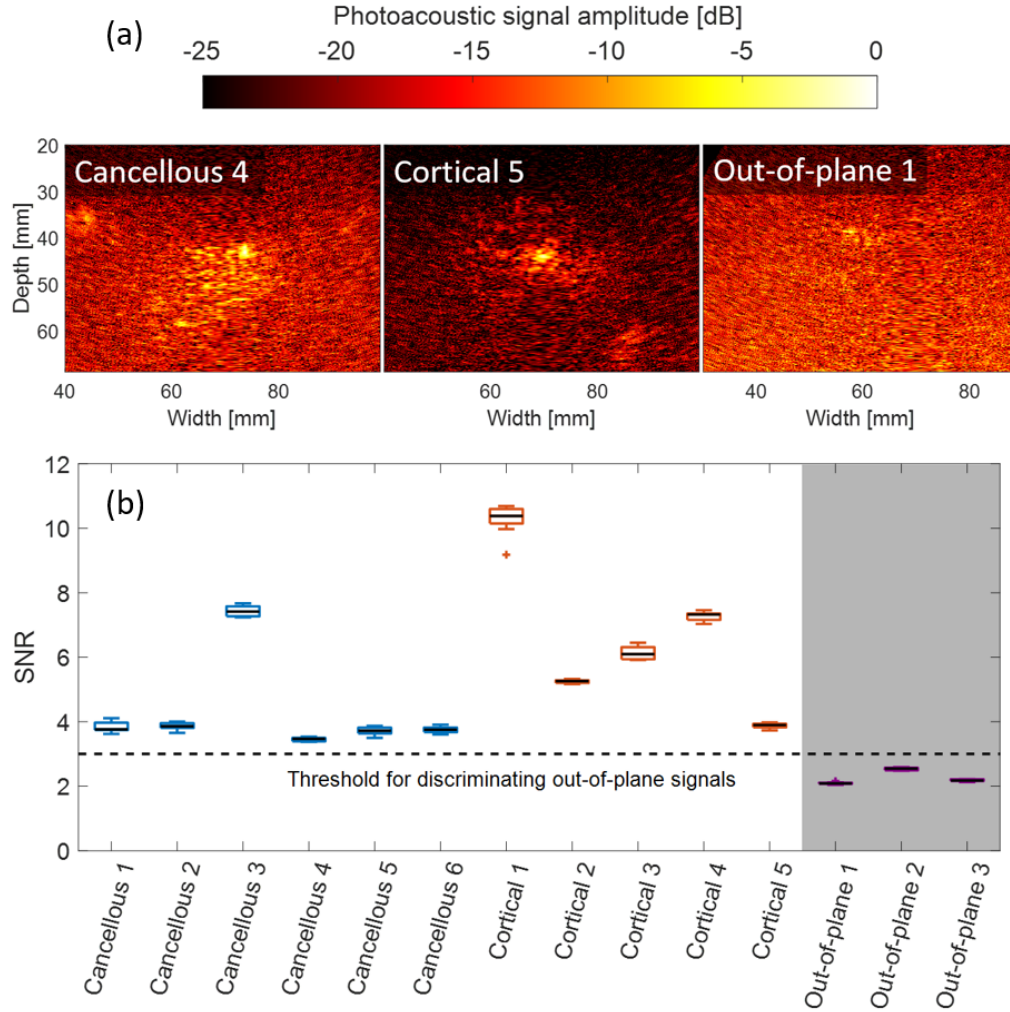 Photoacoustic signal amplitude [dB]
(a)
-25 -20 -15 -10 -5 0
Cancellous 4
Cortical 5
Out-of-plane 1
20
30
40
50
60
Depth [mm]
40 60 80
60 80
40 60 80
Width [mm]
Width [mm]
Width [mm]
(b)
12
10
8
6
4
2
0
SNR
Threshold for discriminating out-of-plane signals
Cancellous 1
Cancellous 2
Cancellous 3
Cancellous 4
Cancellous 5
Cancellous 6
Cortical 1
Cortical 2
Cortical 3
Cortical 4
Cortical 5
Out-of-plane 1
Out-of-plane 2
Out-of-plane 3